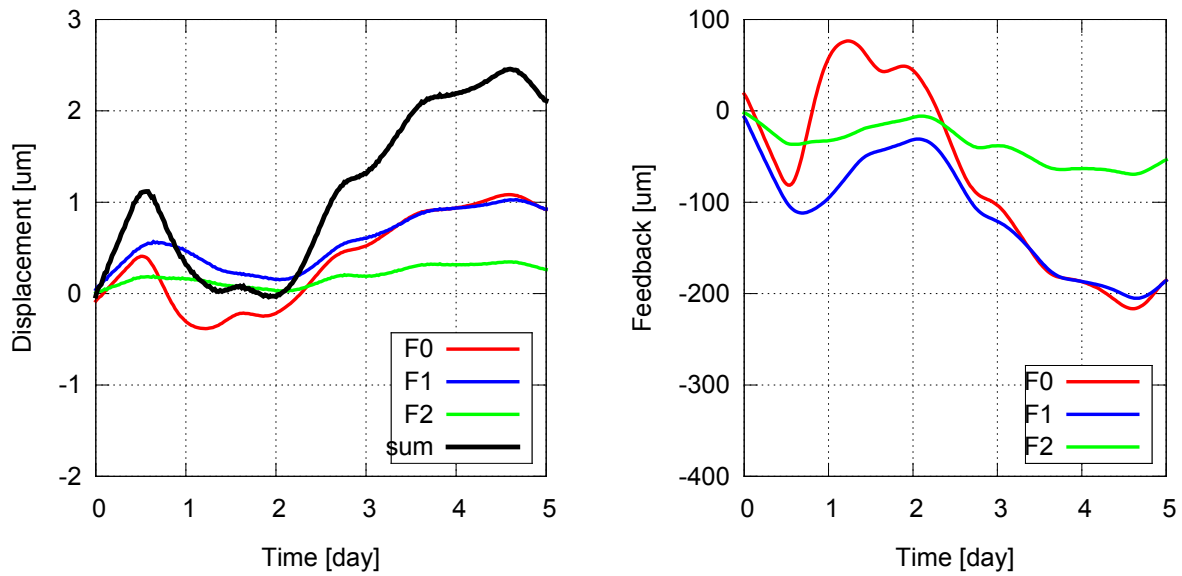 3
2
1
0
-1
-2
Displacement [um]
0 1 2 3 4 5
Time [day]
F0
F1
F2
sum
100
0
-100
-200
-300
-400
Feedback [um]
0 1 2 3 4 5
Time [day]
F0
F1
F2